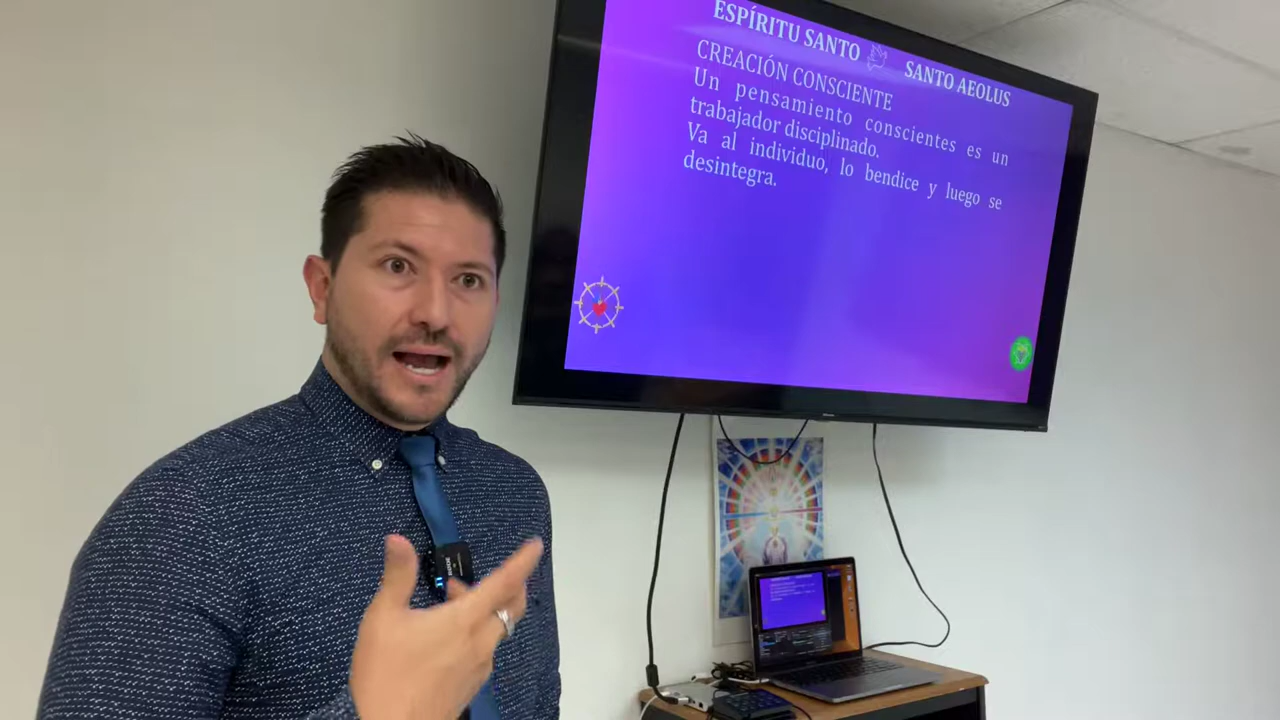 ESPÍRITU SANTO SANTO AEOLUS
CREACIÓN CONSCIENTE
Un pensamiento conscientes es un
trabajador disciplinado.
Va al individuo, lo bendice y luego se
desintegra.
RODE